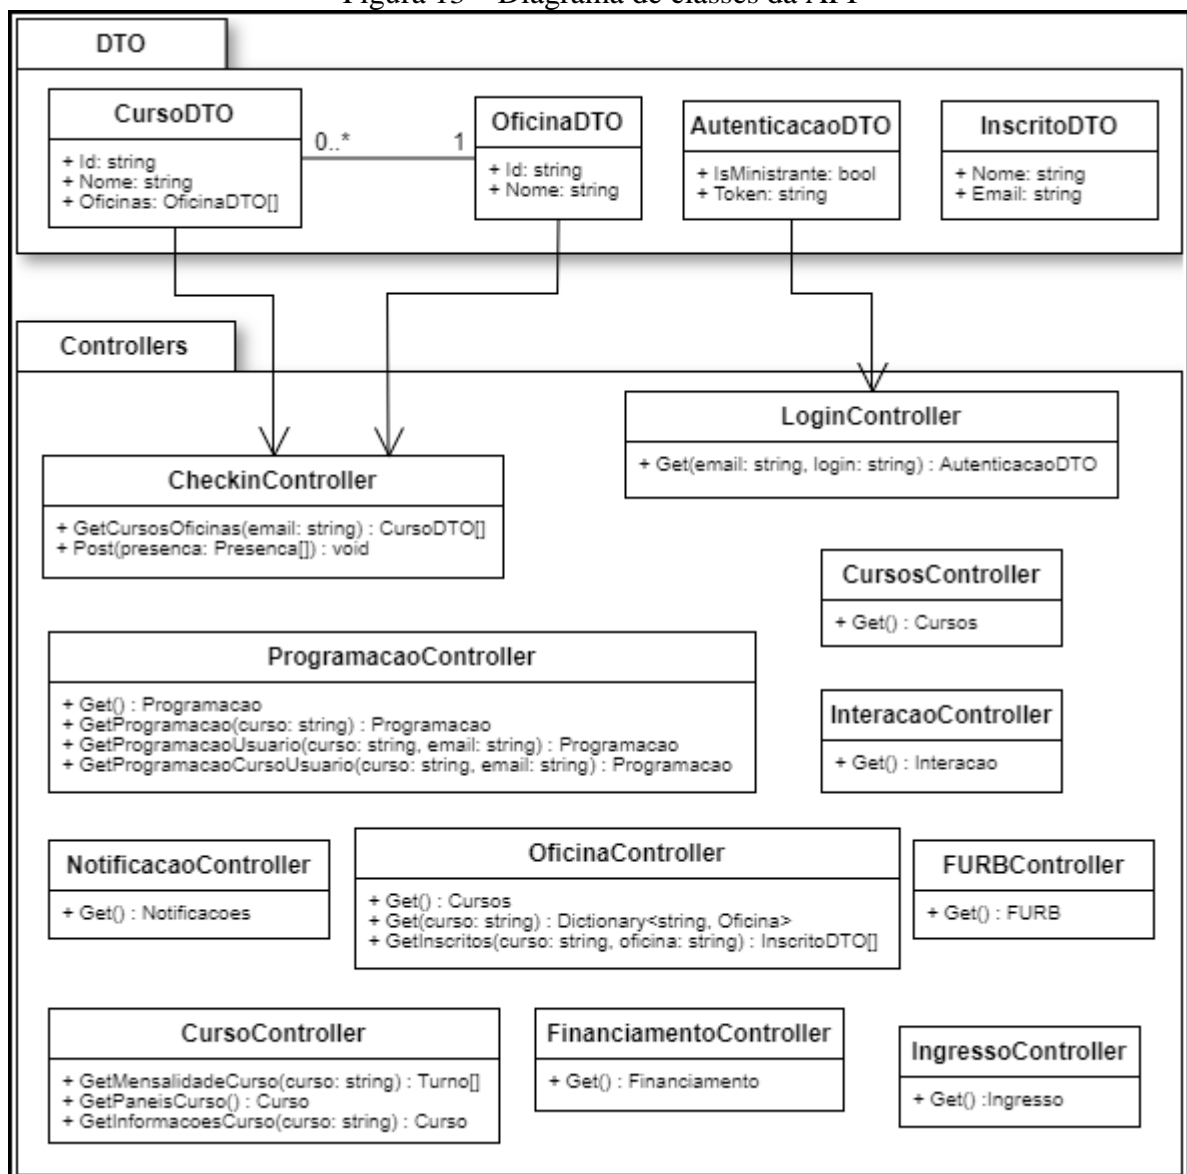 Figura 13 – Diagrama de classes da API
DTO
CursoDTO
+ Id: string
+ Nome: string
+ Oficinas: OficinaDTO[]
0..*
1
OficinaDTO
+ Id: string
+ Nome: string
AutenticacaoDTO
+ IsMinistrante: bool
+ Token: string
InscritoDTO
+ Nome: string
+ Email: string
Controllers
LoginController
+ Get(email: string, login: string) : AutenticacaoDTO
CheckinController
+ GetCursosOficinas(email: string) : CursoDTO[]
+ Post(presenca: Presenca[]) : void
CursosController
+ Get() : Cursos
ProgramacaoController
+ Get() : Programacao
+ GetProgramacao(curso: string) : Programacao
+ GetProgramacaoUsuario(curso: string, email: string) : Programacao
+ GetProgramacaoCursoUsuario(curso: string, email: string) : Programacao
InteracaoController
+ Get() : Interacao
NotificacaoController
+ Get() : Notificacoes
OficinaController
+ Get() : Cursos
+ Get(curso: string) : Dictionary<string, Oficina>
+ GetInscritos(curso: string, oficina: string) : InscritoDTO[]
FURBController
+ Get() : FURB
CursoController
+ GetMensalidadeCurso(curso: string) : Turno[]
+ GetPaneisCurso() : Curso
+ GetInformacoesCurso(curso: string) : Curso
FinanciamentoController
+ Get() : Financiamento
IngressoController
+ Get() :Ingresso